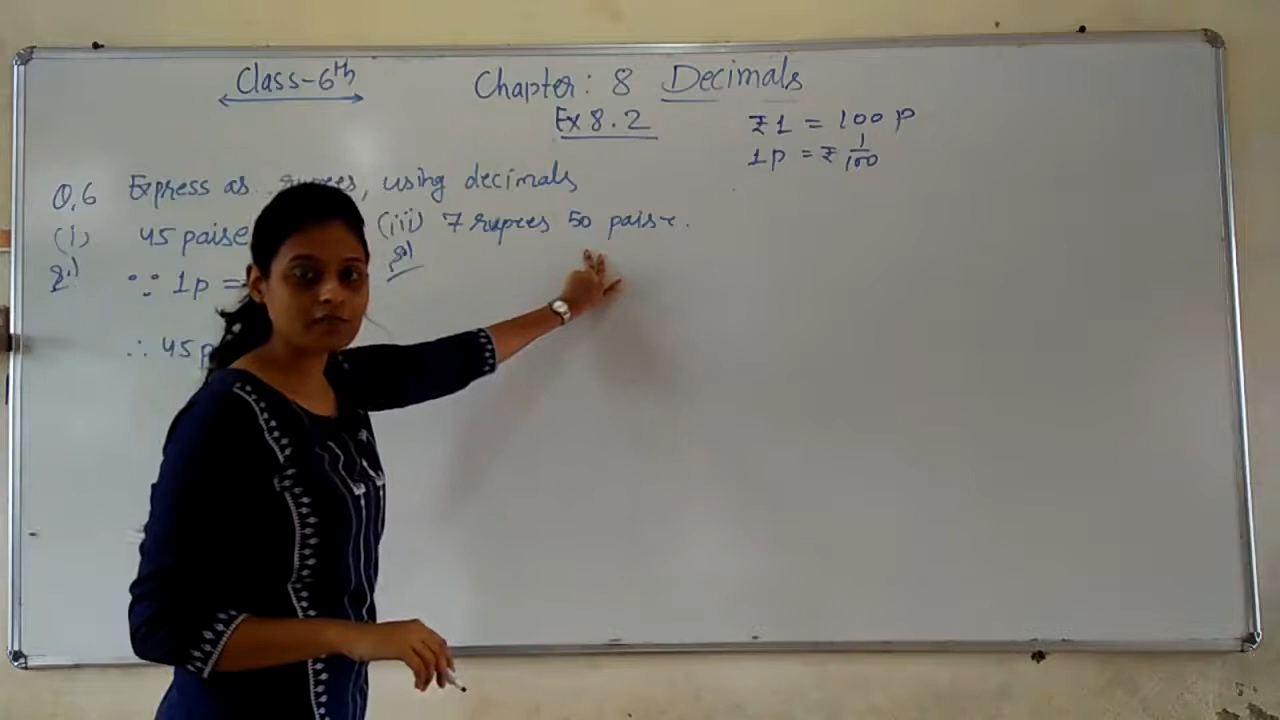 Class-6th
Chapter: 8 Decimals
Ex 8.2
₹1 = 100 P
1p = ₹ 1/100
Q.6 Express as rupees, using decimals
(i) 45 paise
(iii) 7 rupees 50 paise.
Sol
Sol
∵ 1p =
∴ 45 p